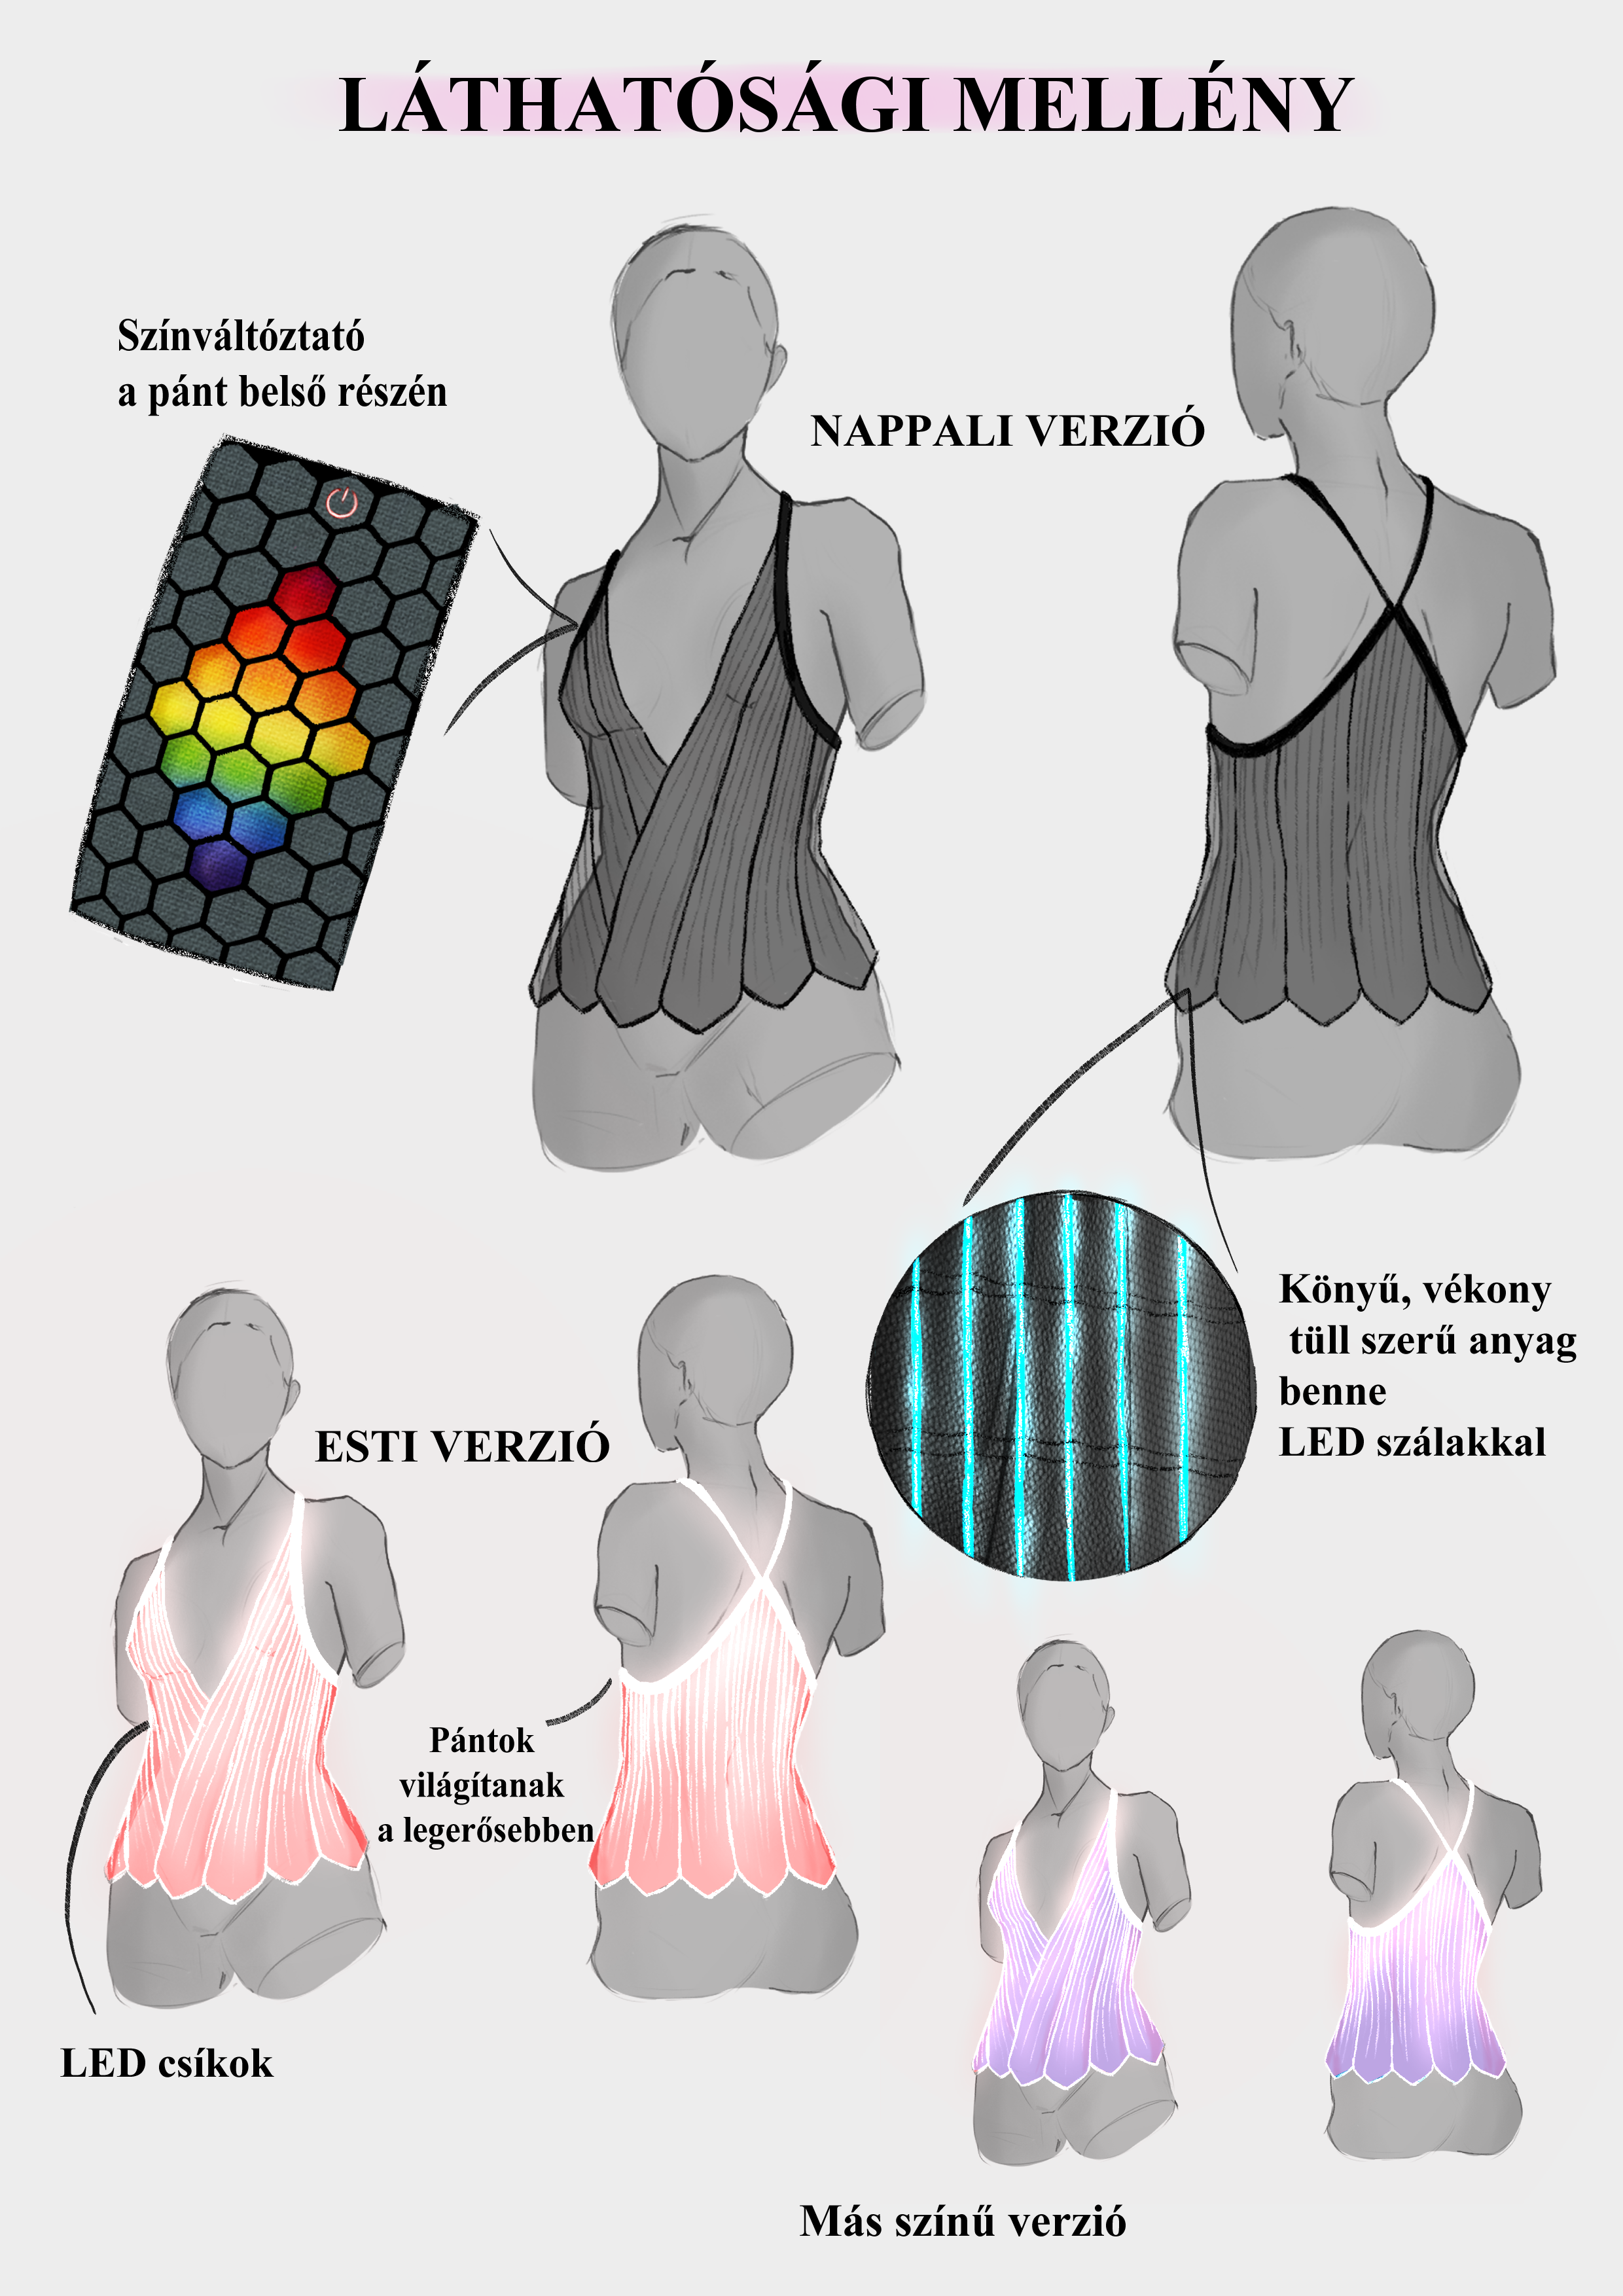 LÁTHATÓSÁGI MELLÉNY
Színváltóztató
a pánt belső részén
NAPPALI VERZIÓ
Könyű, vékony
tüll szerű anyag
benne
LED szálakkal
ESTI VERZIÓ
Pántok
világítanak
a legerősebben
LED csíkok
Más színű verzió